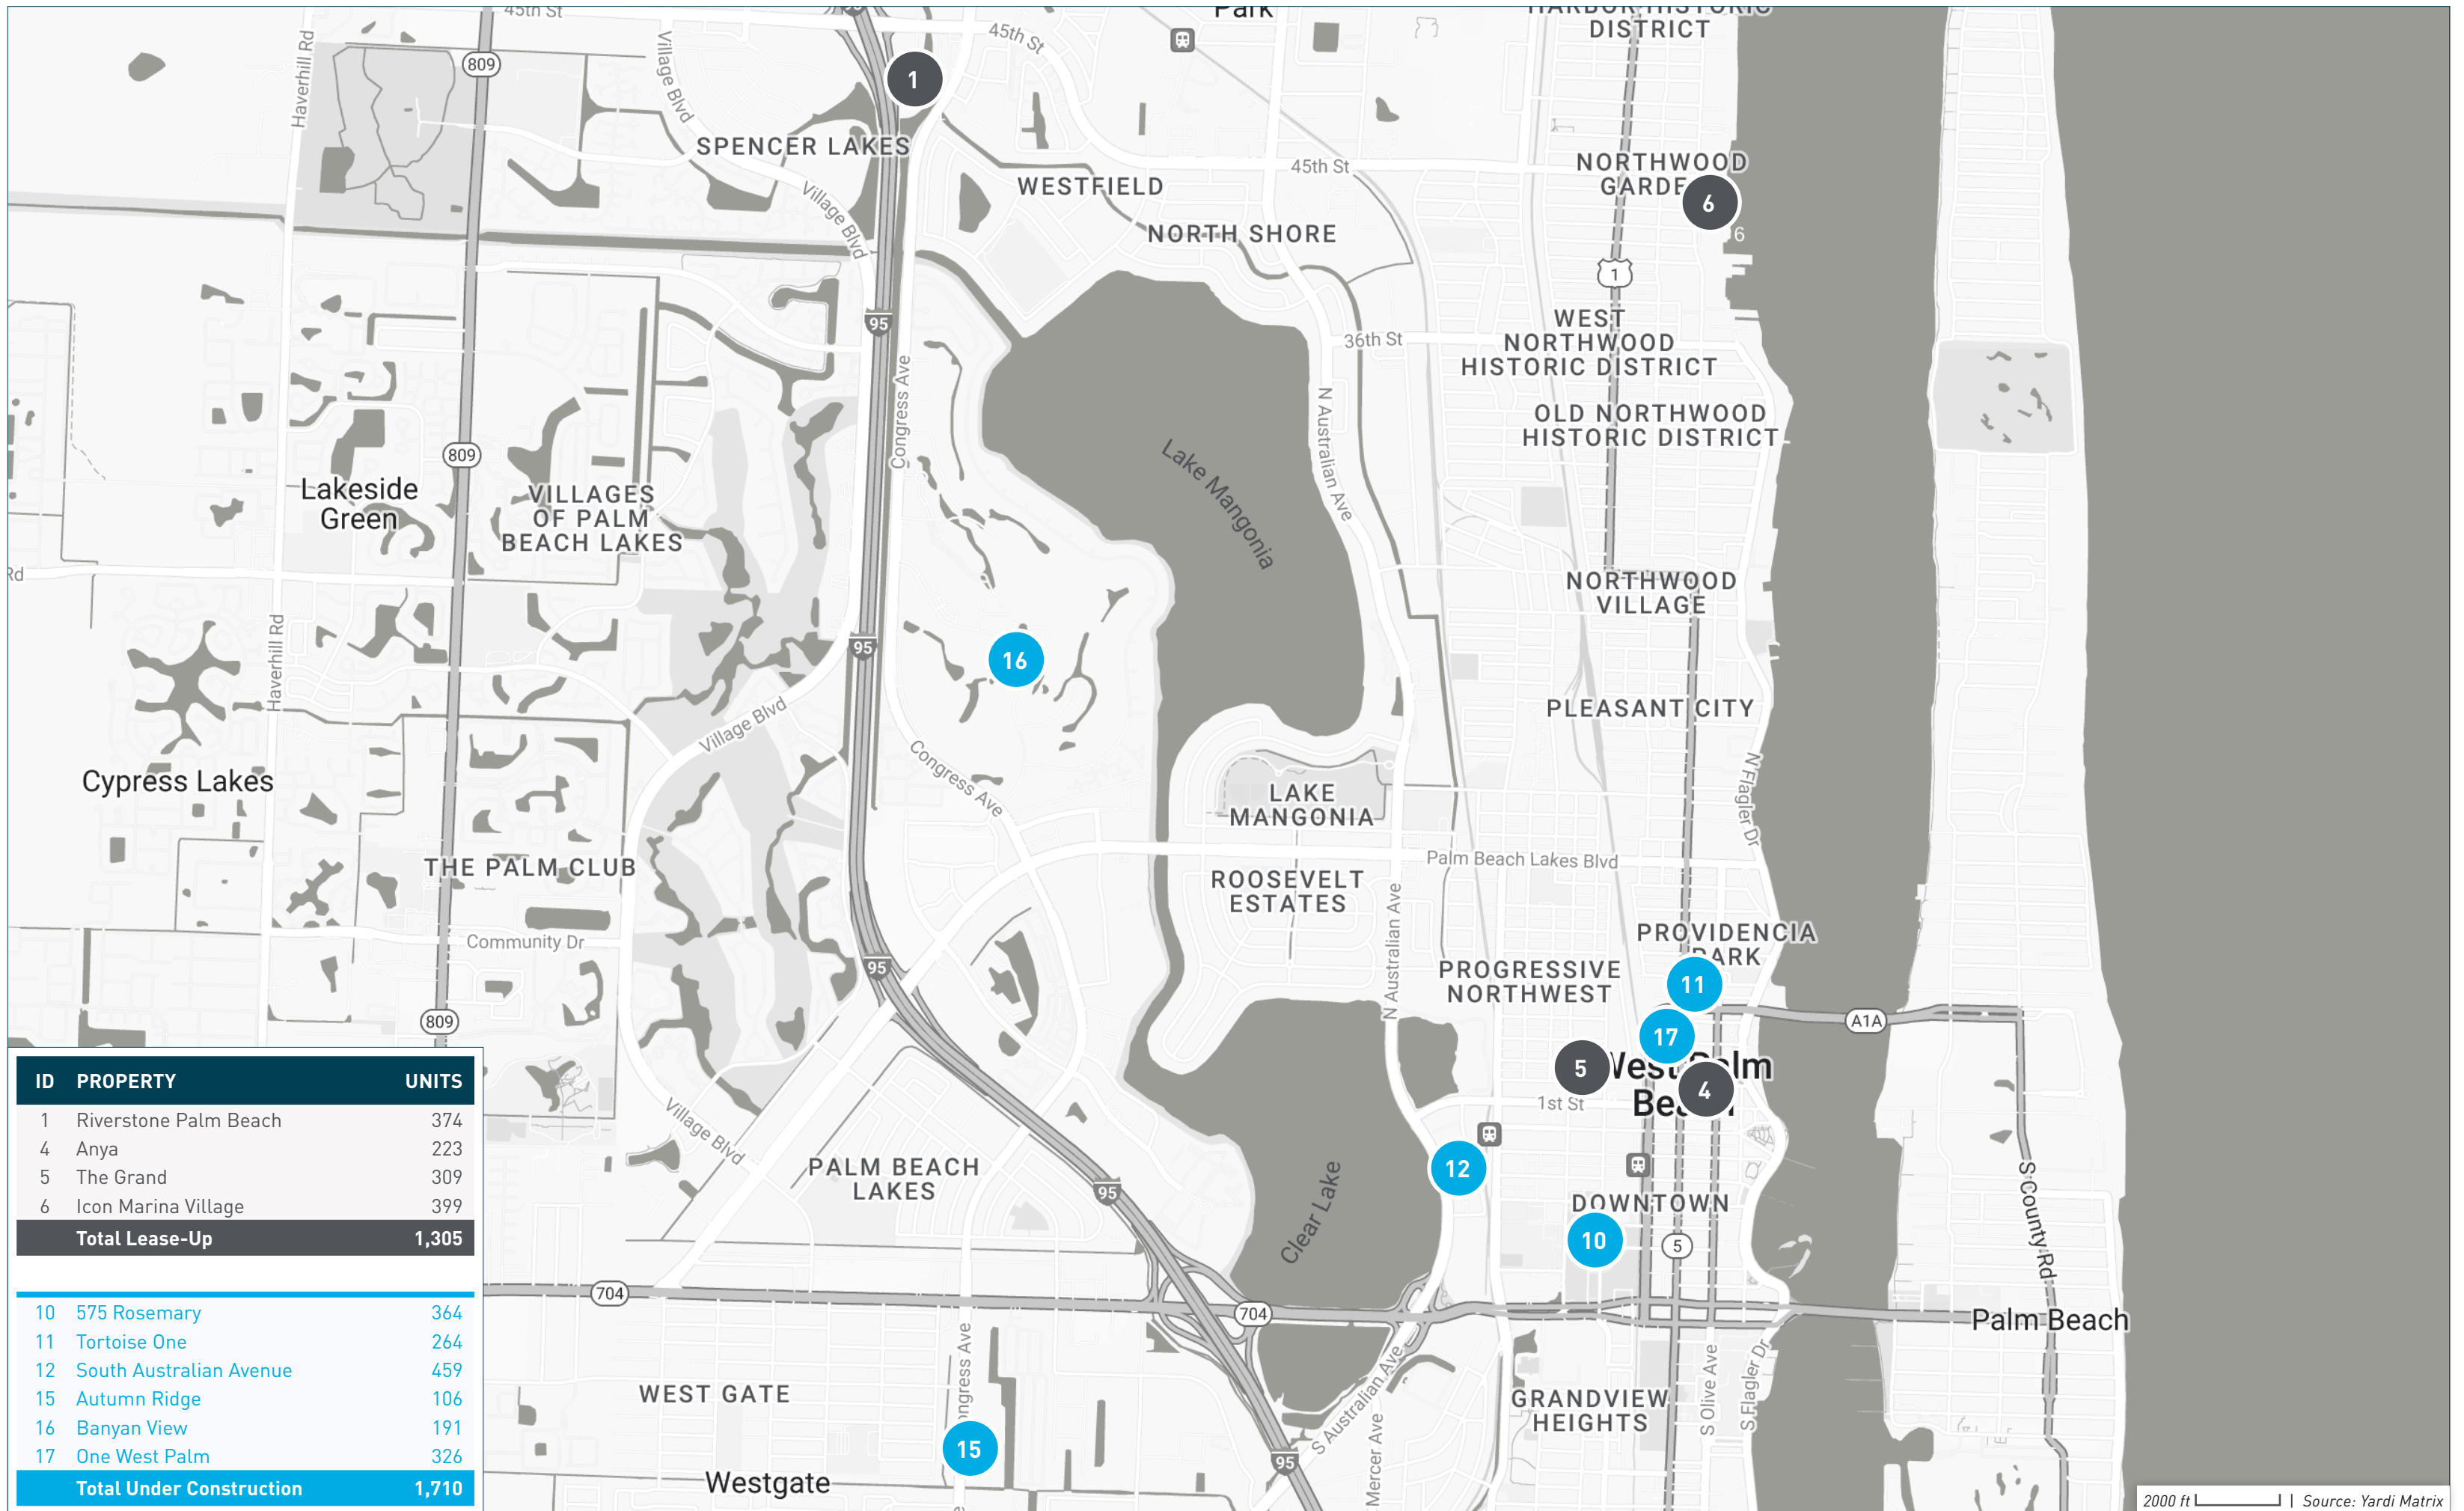 45th St
Park
HARBOR HISTORIC
DISTRICT
Haverhill Rd
809
Village Blvd
95
1
45th St
SPENCER LAKES
WESTFIELD
45th St
NORTHWOOD
6
6
Village Blvd
NORTH SHORE
1
95
36th St
WEST
NORTHWOOD
HISTORIC DISTRICT
Congress Ave
N Australian Ave
OLD NORTHWOOD
HISTORIC DISTRICT
809
Lake Mangonia
Lakeside
Green
VILLAGES
OF PALM
BEACH LAKES
Rd
NORTHWOOD
VILLAGE
Haverhill Rd
95
16
Village Blvd
PLEASANT CITY
Congress Ave
N Flagler Dr
Cypress Lakes
LAKE
MANGONIA
THE PALM CLUB
Palm Beach Lakes Blvd
ROOSEVELT
ESTATES
N Australian Ave
Community Dr
95
PROVIDENCIA
PARK
PROGRESSIVE
NORTHWEST
11
809
A1A
17
5
West Palm
Beach
4
1st St
Village Blvd
PALM BEACH
LAKES
95
12
Clear Lake
DOWNTOWN
S County Rd
10
5
704
704
Palm Beach
Congress Ave
S Australian Ave
Mercer Ave
S Olive Ave
S Flagler Dr
WEST GATE
GRANDVIEW
HEIGHTS
15
95
Westgate
ID PROPERTY UNITS
1 Riverstone Palm Beach 374
4 Anya 223
5 The Grand 309
6 Icon Marina Village 399
Total Lease-Up 1,305
10 575 Rosemary 364
11 Tortoise One 264
12 South Australian Avenue 459
15 Autumn Ridge 106
16 Banyan View 191
17 One West Palm 326
Total Under Construction 1,710
2000 ft | Source: Yardi Matrix